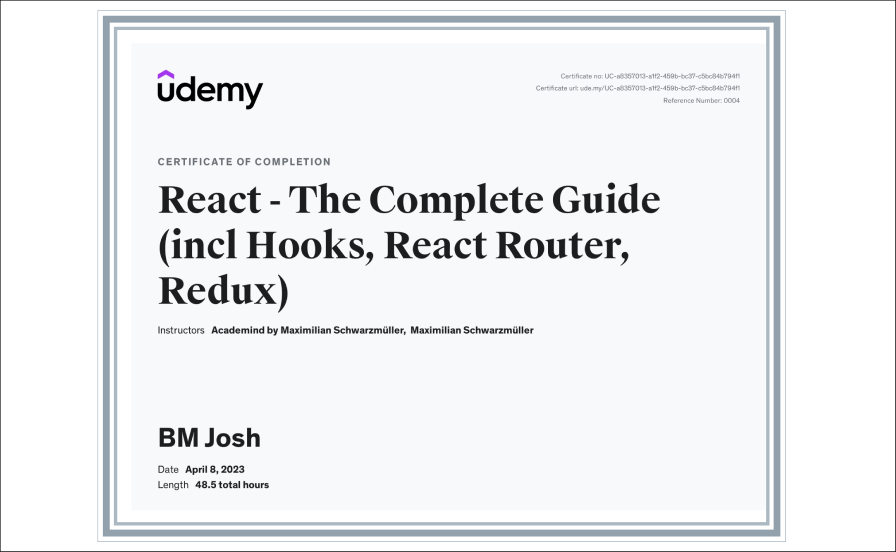 udemy
Certificate no: UC-a8357013-a1f2-459b-bc37-c5bc84b794f1
Certificate url: ude.my/UC-a8357013-a1f2-459b-bc37-c5bc84b794f1
Reference Number: 0004
CERTIFICATE OF COMPLETION
React - The Complete Guide
(incl Hooks, React Router,
Redux)
Instructors Academind by Maximilian Schwarzmüller, Maximilian Schwarzmüller
BM Josh
Date April 8, 2023
Length 48.5 total hours